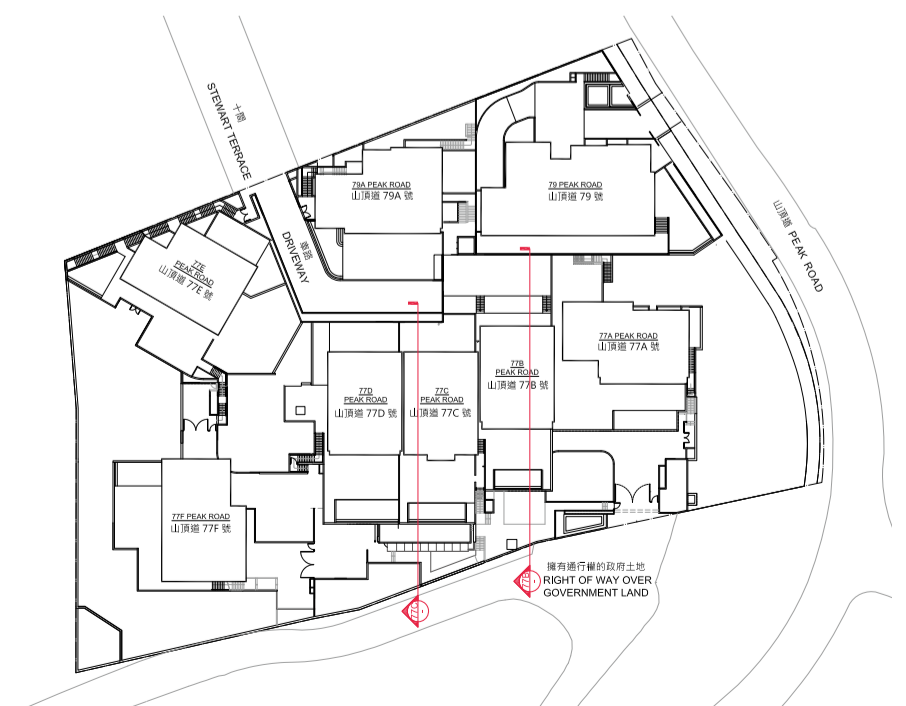 十間
STEWART TERRACE
山頂道 PEAK ROAD
79A PEAK ROAD
山頂道 79A 號
79 PEAK ROAD
山頂道 79 號
車路
DRIVEWAY
77E
PEAK ROAD
山頂道 77E 號
77A PEAK ROAD
山頂道 77A 號
77B
PEAK ROAD
山頂道 77B 號
77D
PEAK ROAD
山頂道 77D 號
77C
PEAK ROAD
山頂道 77C 號
77F PEAK ROAD
山頂道 77F 號
擁有通行權的政府土地
RIGHT OF WAY OVER
GOVERNMENT LAND
77B
77C